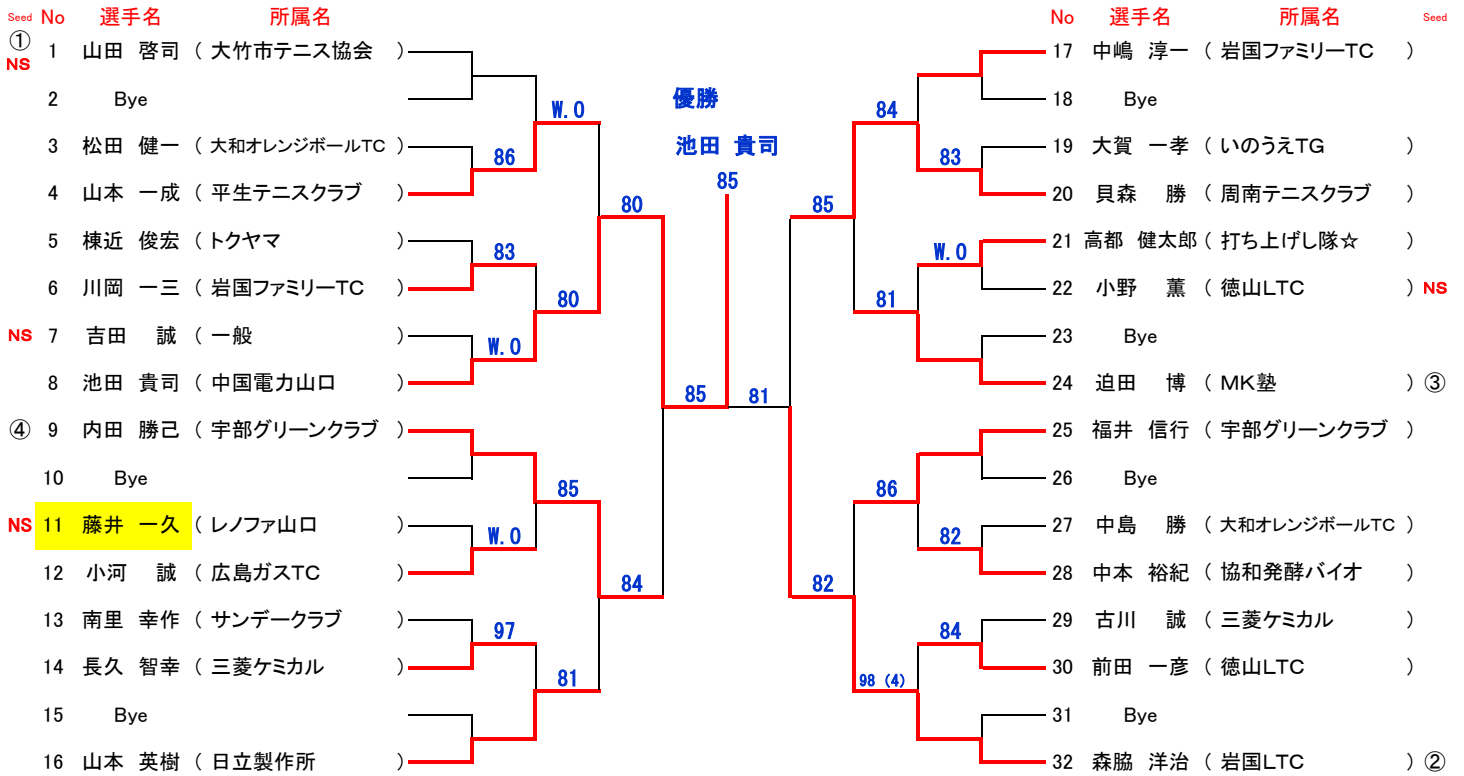 Seed No 選手名 所属名
① NS 1 山田 啓司 ( 大竹市テニス協会 )
2 Bye
3 松田 健一 ( 大和オレンジボールTC )
4 山本 一成 ( 平生テニスクラブ )
5 棟近 俊宏 ( トクヤマ )
6 川岡 一三 ( 岩国ファミリーTC )
NS 7 吉田 誠 ( 一般 )
8 池田 貴司 ( 中国電力山口 )
④ 9 内田 勝己 ( 宇部グリーンクラブ )
10 Bye
NS 11 藤井 一久 ( レノファ山口 )
12 小河 誠 ( 広島ガスTC )
13 南里 幸作 ( サンデークラブ )
14 長久 智幸 ( 三菱ケミカル )
15 Bye
16 山本 英樹 ( 日立製作所 )
86
83
W.0
W.0
97
W.0
80
85
81
80
84
85
優勝
池田 貴司
85
81
85
82
84
81
86
98 (4)
83
W.0
82
84
No 選手名 所属名 Seed
17 中嶋 淳一 ( 岩国ファミリーTC )
18 Bye
19 大賀 一孝 ( いのうえTG )
20 貝森 勝 ( 周南テニスクラブ )
21 高都 健太郎 ( 打ち上げし隊☆ )
22 小野 薫 ( 徳山LTC ) NS
23 Bye
24 迫田 博 ( MK塾 ) ③
25 福井 信行 ( 宇部グリーンクラブ )
26 Bye
27 中島 勝 ( 大和オレンジボールTC )
28 中本 裕紀 ( 協和発酵バイオ )
29 古川 誠 ( 三菱ケミカル )
30 前田 一彦 ( 徳山LTC )
31 Bye
32 森脇 洋治 ( 岩国LTC ) ②